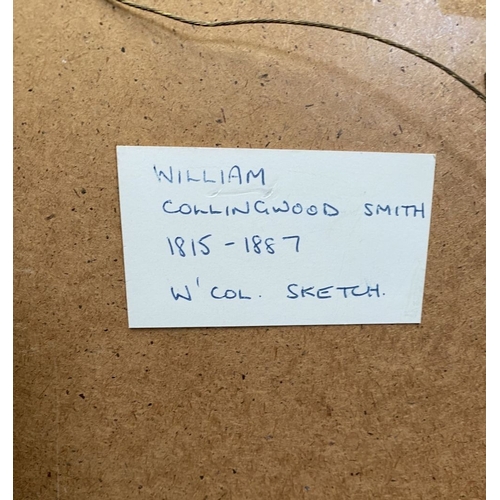 WILLIAM
COLLINGWOOD SMITH
1815 - 1887
W' COL. SKETCH.